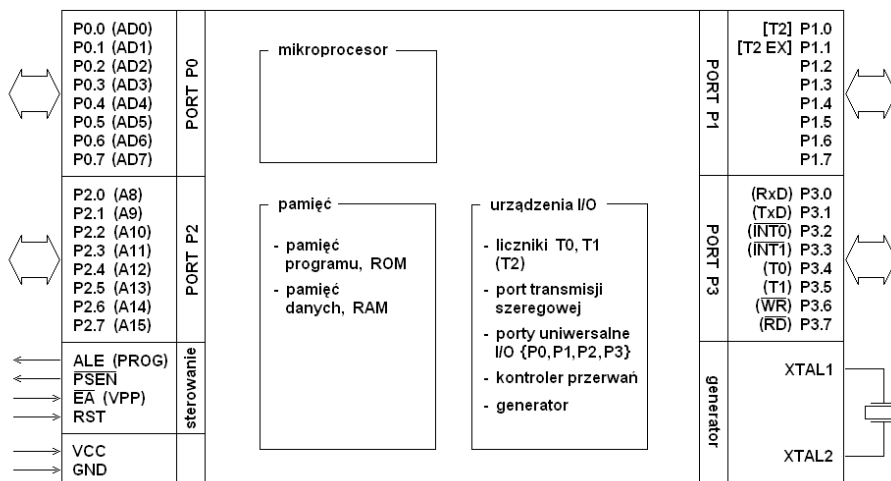 P0.0 (AD0)
P0.1 (AD1)
P0.2 (AD2)
P0.3 (AD3)
P0.4 (AD4)
P0.5 (AD5)
P0.6 (AD6)
P0.7 (AD7)
PORT P0
P2.0 (A8)
P2.1 (A9)
P2.2 (A10)
P2.3 (A11)
P2.4 (A12)
P2.5 (A13)
P2.6 (A14)
P2.7 (A15)
PORT P2
ALE (PROG)
PSEN
EA (VPP)
RST
sterowanie
VCC
GND
mikroprocesor
pamięć
- pamięć
programu, ROM
- pamięć
danych, RAM
urządzenia I/O
- liczniki T0, T1
(T2)
- port transmisji
szeregowej
- porty uniwersalne
I/O {P0,P1,P2,P3}
- kontroler przerwań
- generator
PORT P1
[T2] P1.0
[T2 EX] P1.1
P1.2
P1.3
P1.4
P1.5
P1.6
P1.7
PORT P3
(RxD) P3.0
(TxD) P3.1
(INT0) P3.2
(INT1) P3.3
(T0) P3.4
(T1) P3.5
(WR) P3.6
(RD) P3.7
generator
XTAL1
XTAL2